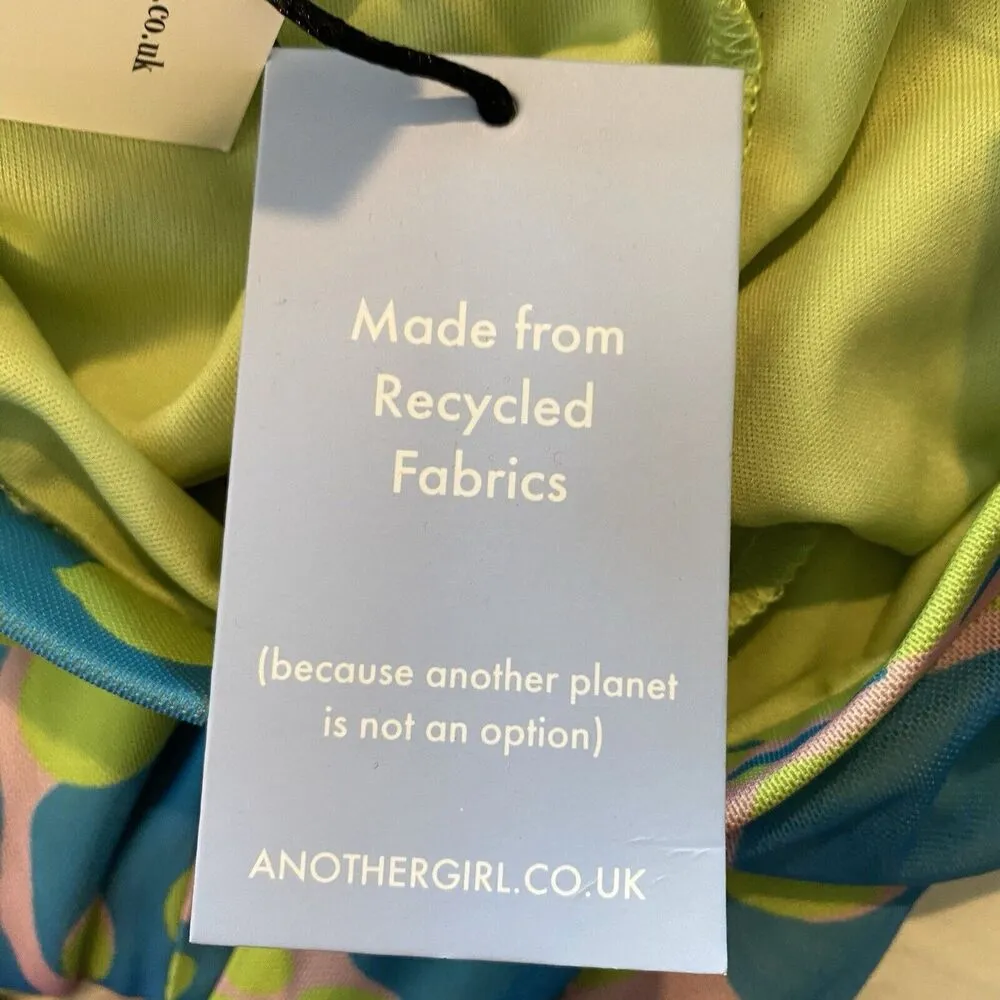 .co.uk
Made from
Recycled
Fabrics
(because another planet
is not an option)
ANOTHERGIRL.CO.UK